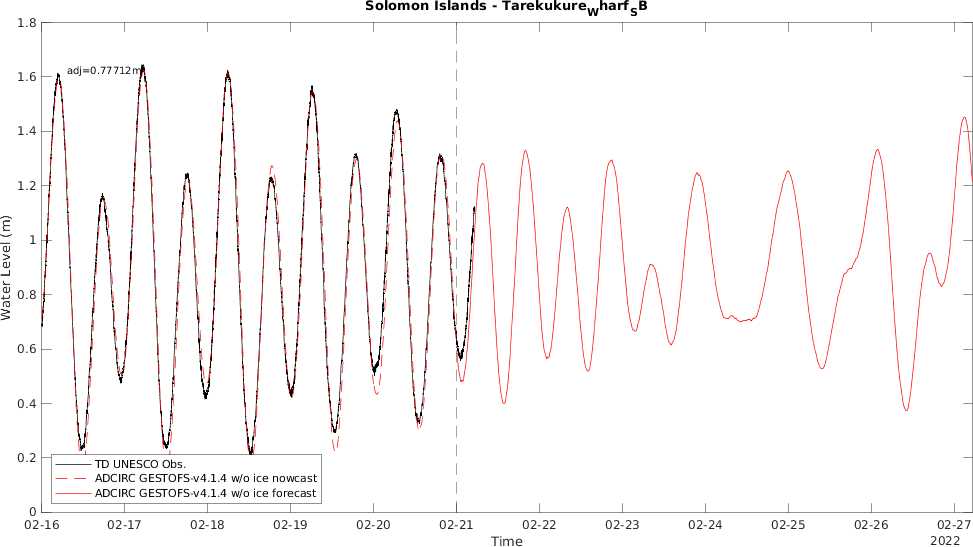 Solomon Islands - Tarekukure_Wharf_SB
1.8
1.6
1.4
1.2
1
0.8
0.6
0.4
0.2
0
Water Level (m)
adj=0.77712m
TD UNESCO Obs.
ADCIRC GESTOFS-v4.1.4 w/o ice nowcast
ADCIRC GESTOFS-v4.1.4 w/o ice forecast
02-16 02-17 02-18 02-19 02-20 02-21 02-22 02-23 02-24 02-25 02-26 02-27
Time
2022